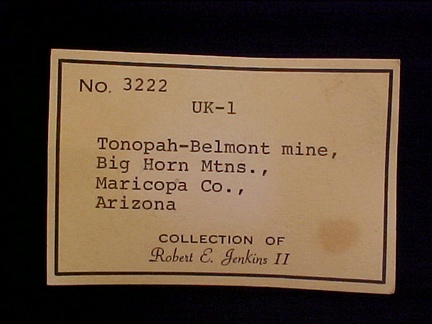 No. 3222
UK-1
Tonopah-Belmont mine,
Big Horn Mtns.,
Maricopa Co.,
Arizona
COLLECTION OF
Robert E. Jenkins II